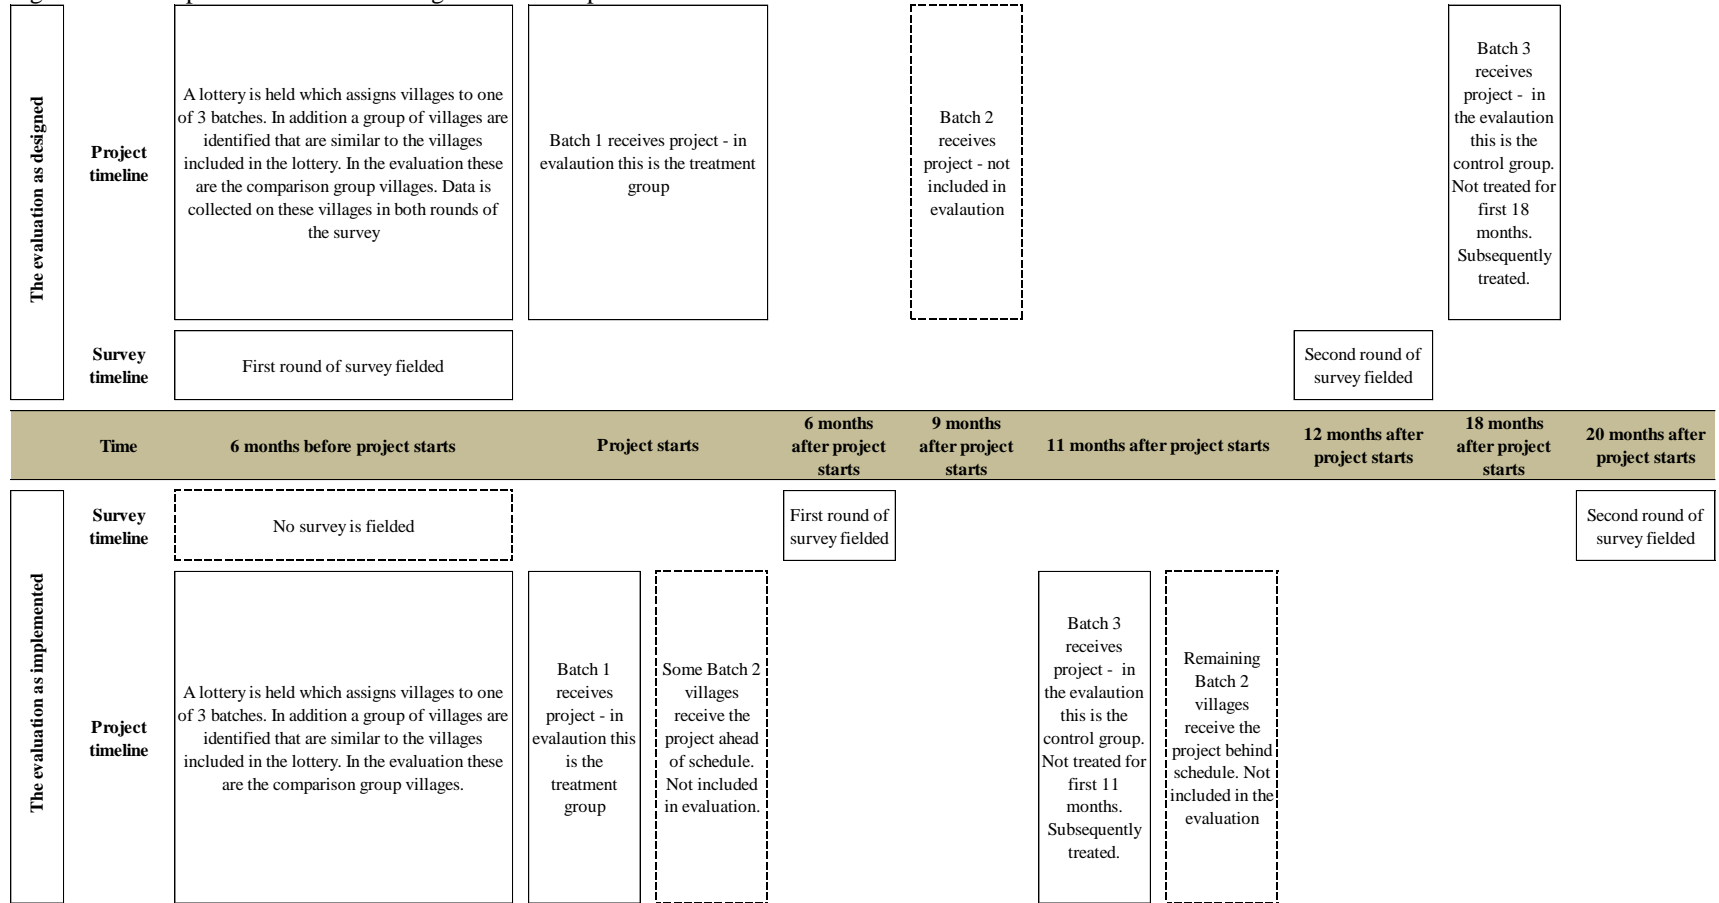 The evaluation as designed
Project
timeline
A lottery is held which assigns villages to one
of 3 batches. In addition a group of villages are
identified that are similar to the villages
included in the lottery. In the evaluation these
are the comparison group villages. Data is
collected on these villages in both rounds of
the survey
Batch 1 receives project - in
evalaution this is the treatment
group
Batch 2
receives
project - not
included in
evalaution
Batch 3
receives
project - in
the evalaution
this is the
control group.
Not treated for
first 18
months.
Subsequently
treated.
Survey
timeline
First round of survey fielded
Second round of
survey fielded
Time
6 months before project starts
Project starts
6 months
after project
starts
9 months
after project
starts
11 months after project starts
12 months after
project starts
18 months
after project
starts
20 months after
project starts
The evaluation as implemented
Survey
timeline
No survey is fielded
First round of
survey fielded
Second round of
survey fielded
Project
timeline
A lottery is held which assigns villages to one
of 3 batches. In addition a group of villages are
identified that are similar to the villages
included in the lottery. In the evaluation these
are the comparison group villages.
Batch 1
receives
project - in
evalaution this
is the
treatment
group
Some Batch 2
villages
receive the
project ahead
of schedule.
Not included
in evaluation.
Batch 3
receives
project - in
the evalaution
this is the
control group.
Not treated for
first 11
months.
Subsequently
treated.
Remaining
Batch 2
villages
receive the
project behind
schedule. Not
included in the
evaluation